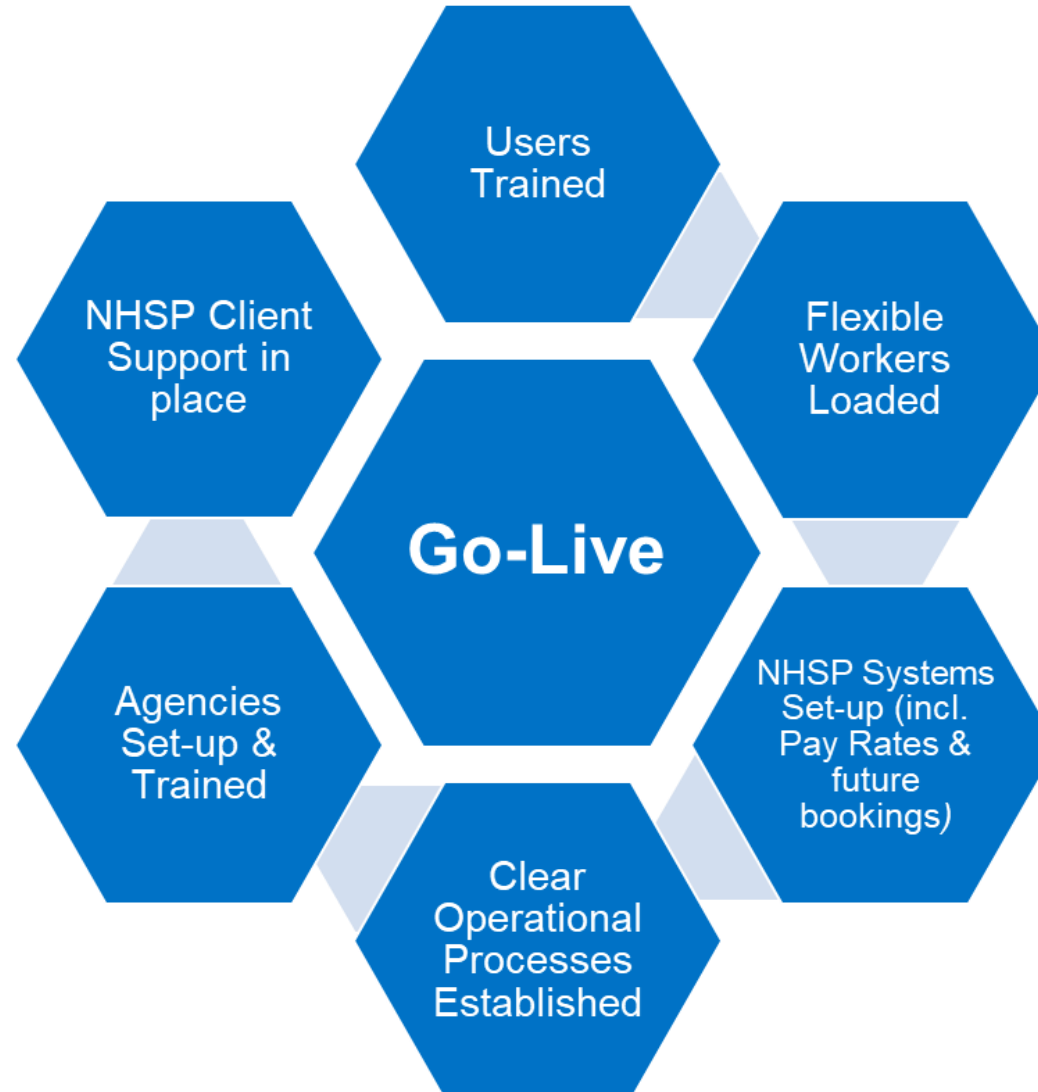 Users
Trained
NHSP Client
Support in
place
Flexible
Workers
Loaded
Go-Live
Agencies
Set-up &
Trained
NHSP Systems
Set-up (incl.
Pay Rates &
future
bookings)
Clear
Operational
Processes
Established